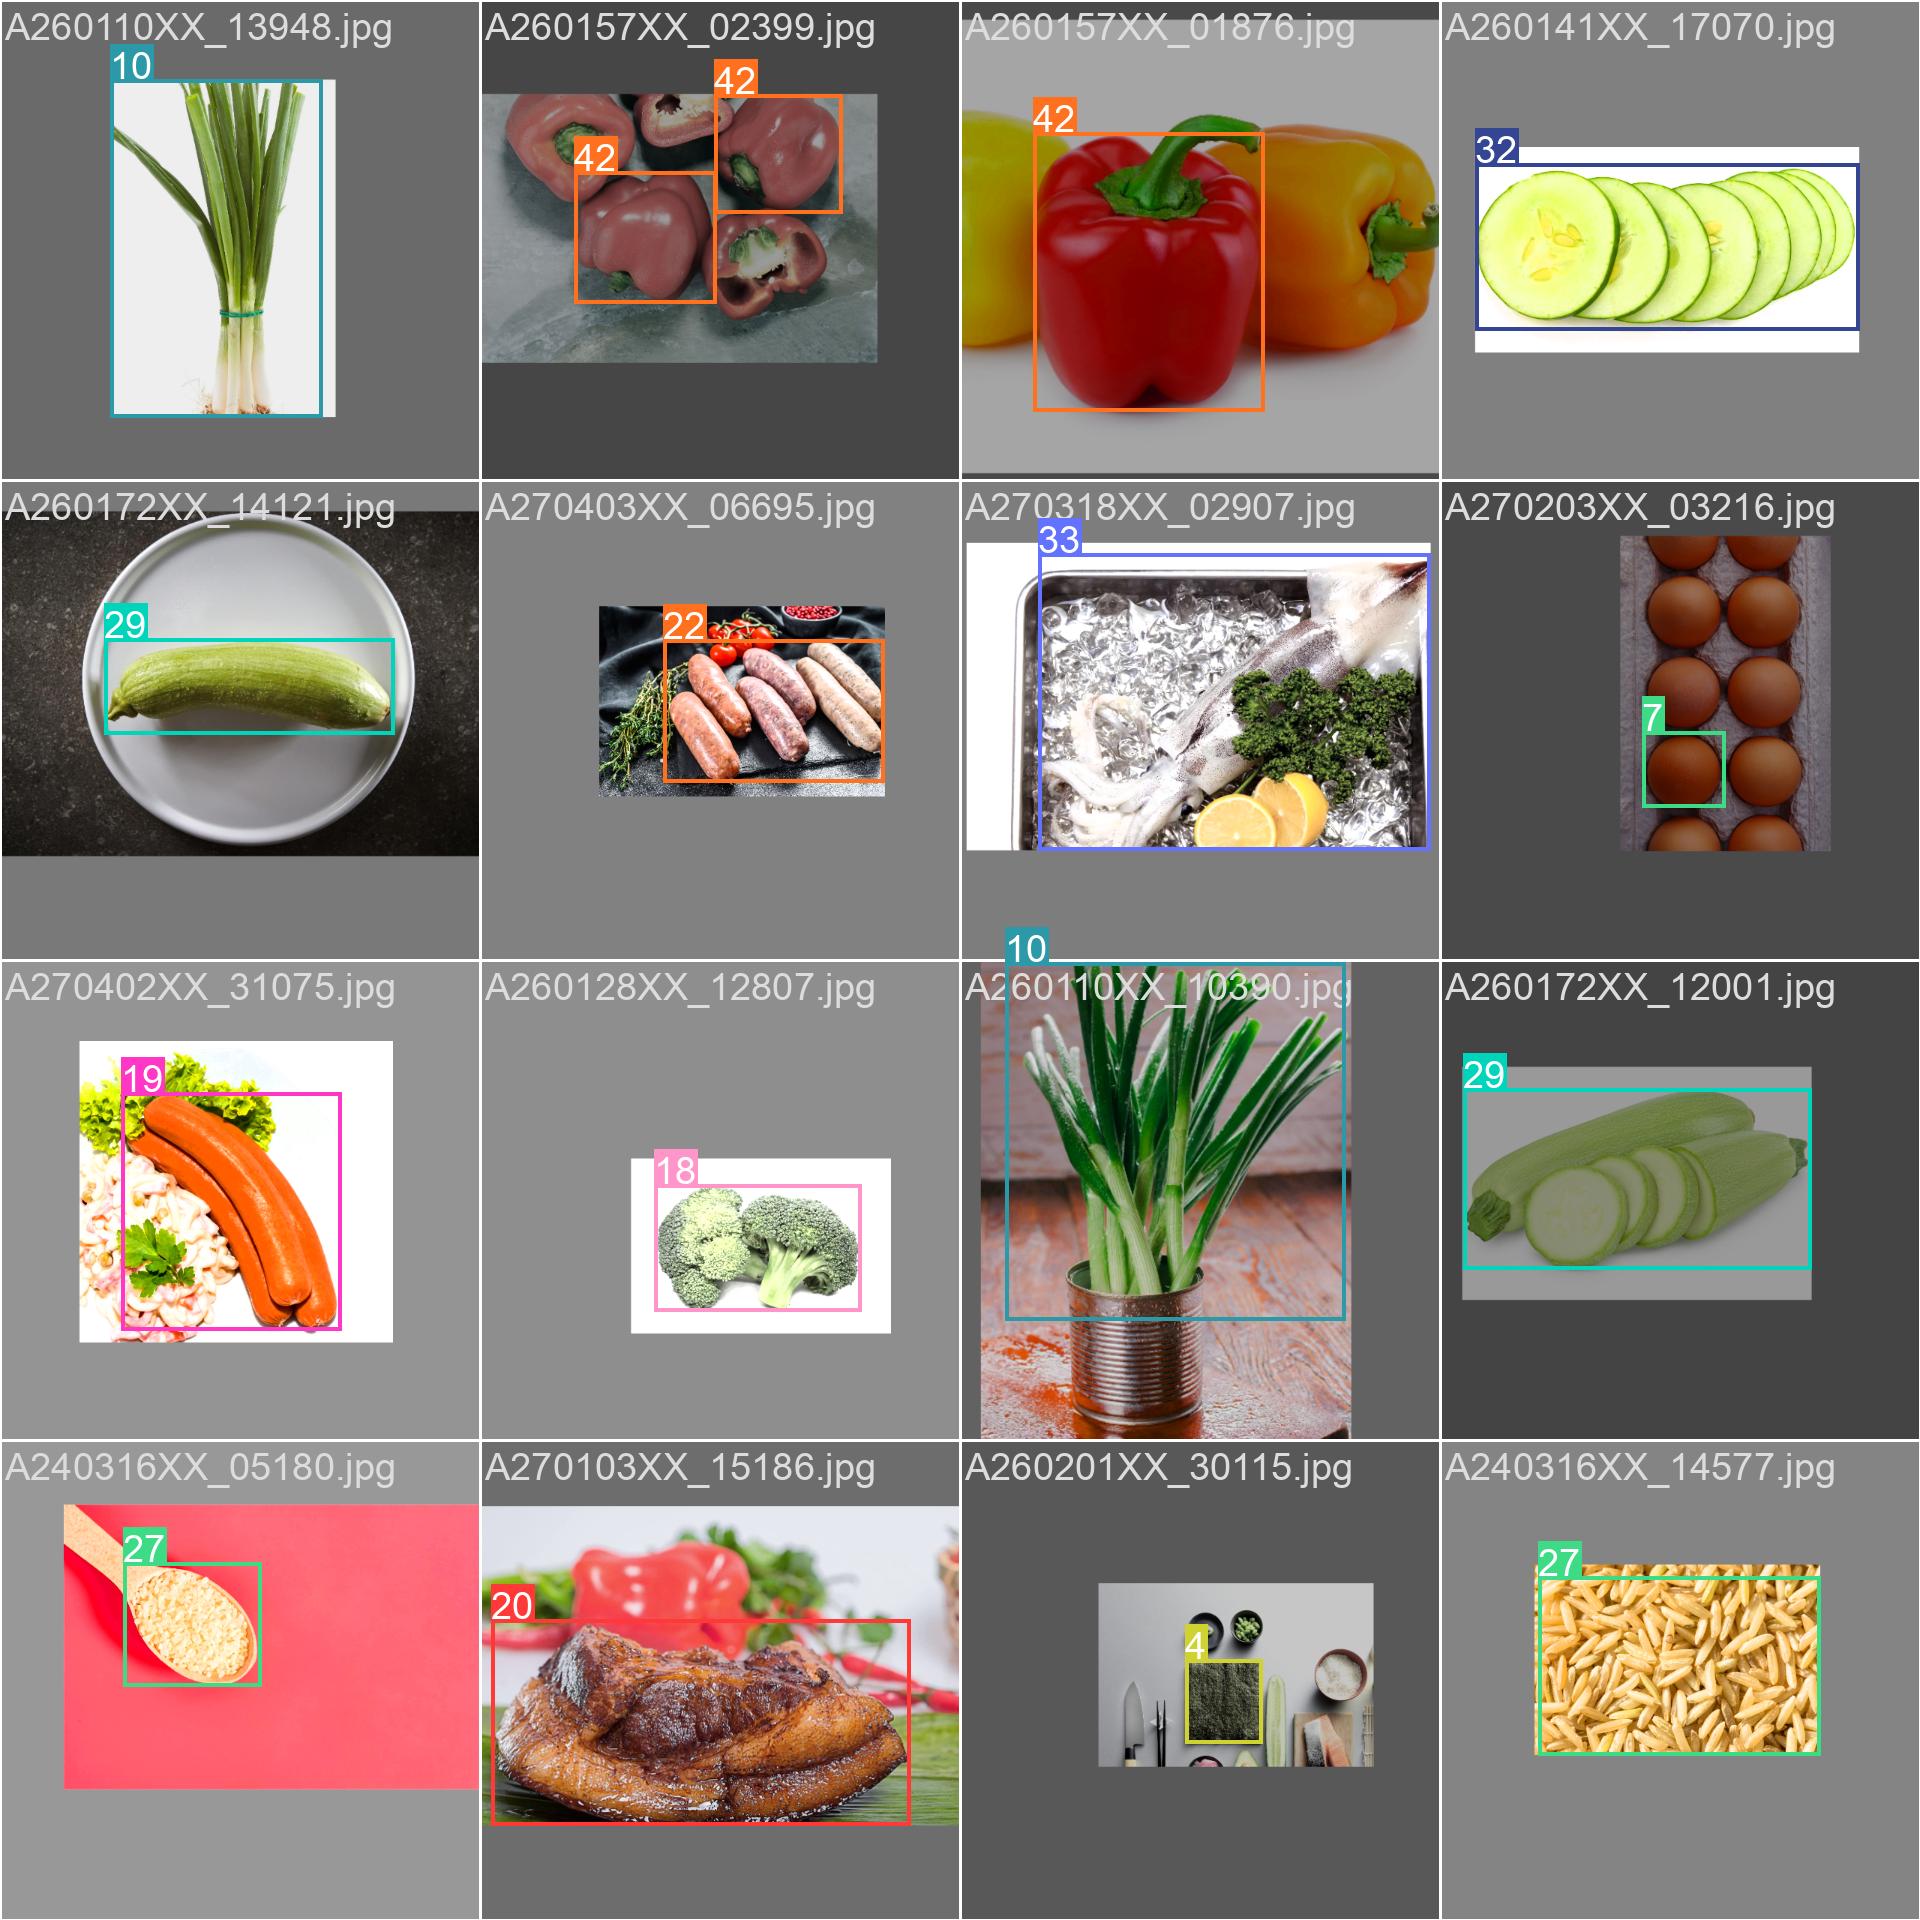 A260110XX_13948.jpg
10
A260157XX_02399.jpg
42
42
A260157XX_01876.jpg
42
A260141XX_17070.jpg
32
A260172XX_14121.jpg
29
A270403XX_06695.jpg
22
A270318XX_02907.jpg
33
A270203XX_03216.jpg
7
A270402XX_31075.jpg
19
A260128XX_12807.jpg
18
A260110XX_10390.jpg
10
A260172XX_12001.jpg
29
A240316XX_05180.jpg
27
A270103XX_15186.jpg
20
A260201XX_30115.jpg
4
A240316XX_14577.jpg
27